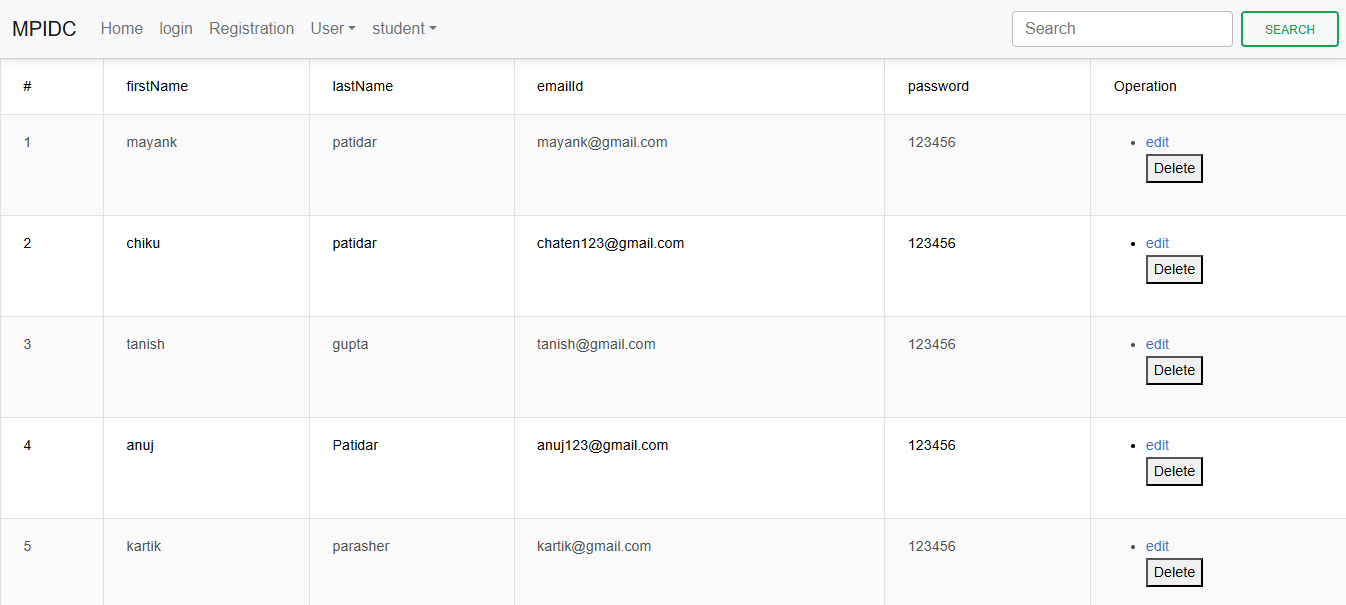 MPIDC Home login Registration User student Search SEARCH
# firstName lastName emailId password Operation
1 mayank patidar mayank@gmail.com 123456 edit
Delete
2 chiku patidar chaten123@gmail.com 123456 edit
Delete
3 tanish gupta tanish@gmail.com 123456 edit
Delete
4 anuj Patidar anuj123@gmail.com 123456 edit
Delete
5 kartik parasher kartik@gmail.com 123456 edit
Delete